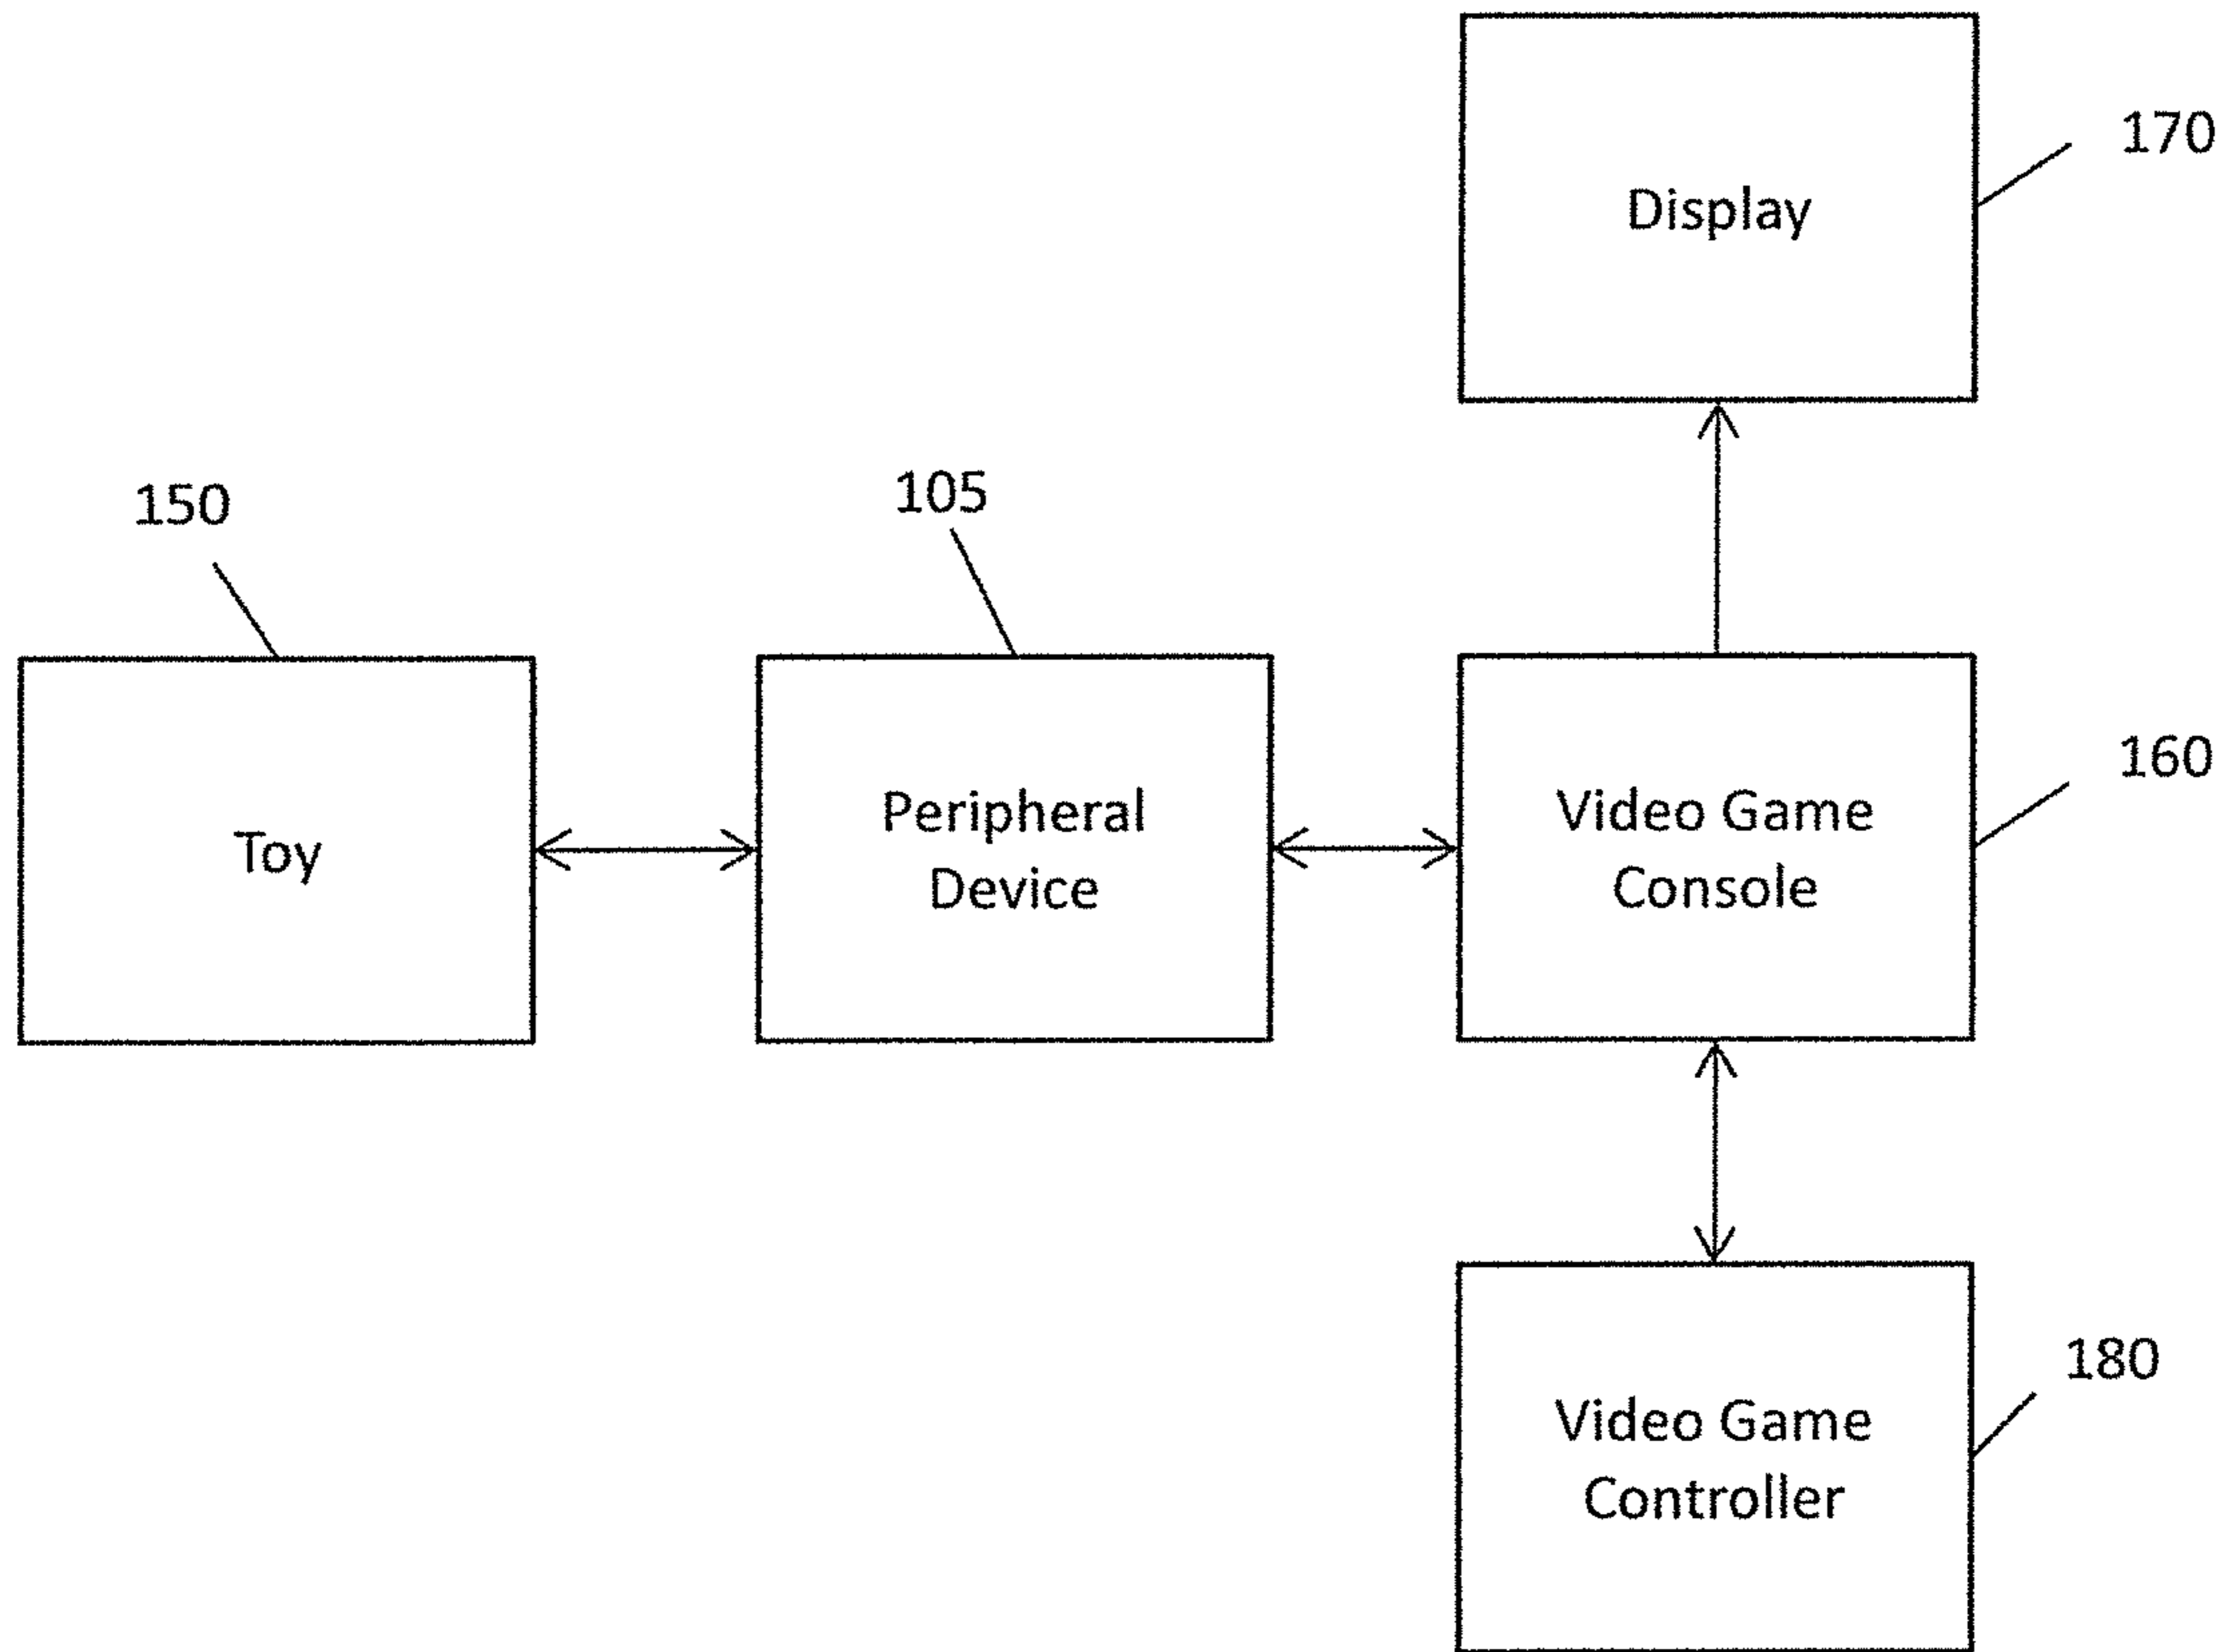 170
Display
150
105
160
Toy
Peripheral
Device
Video Game
Console
180
Video Game
Controller